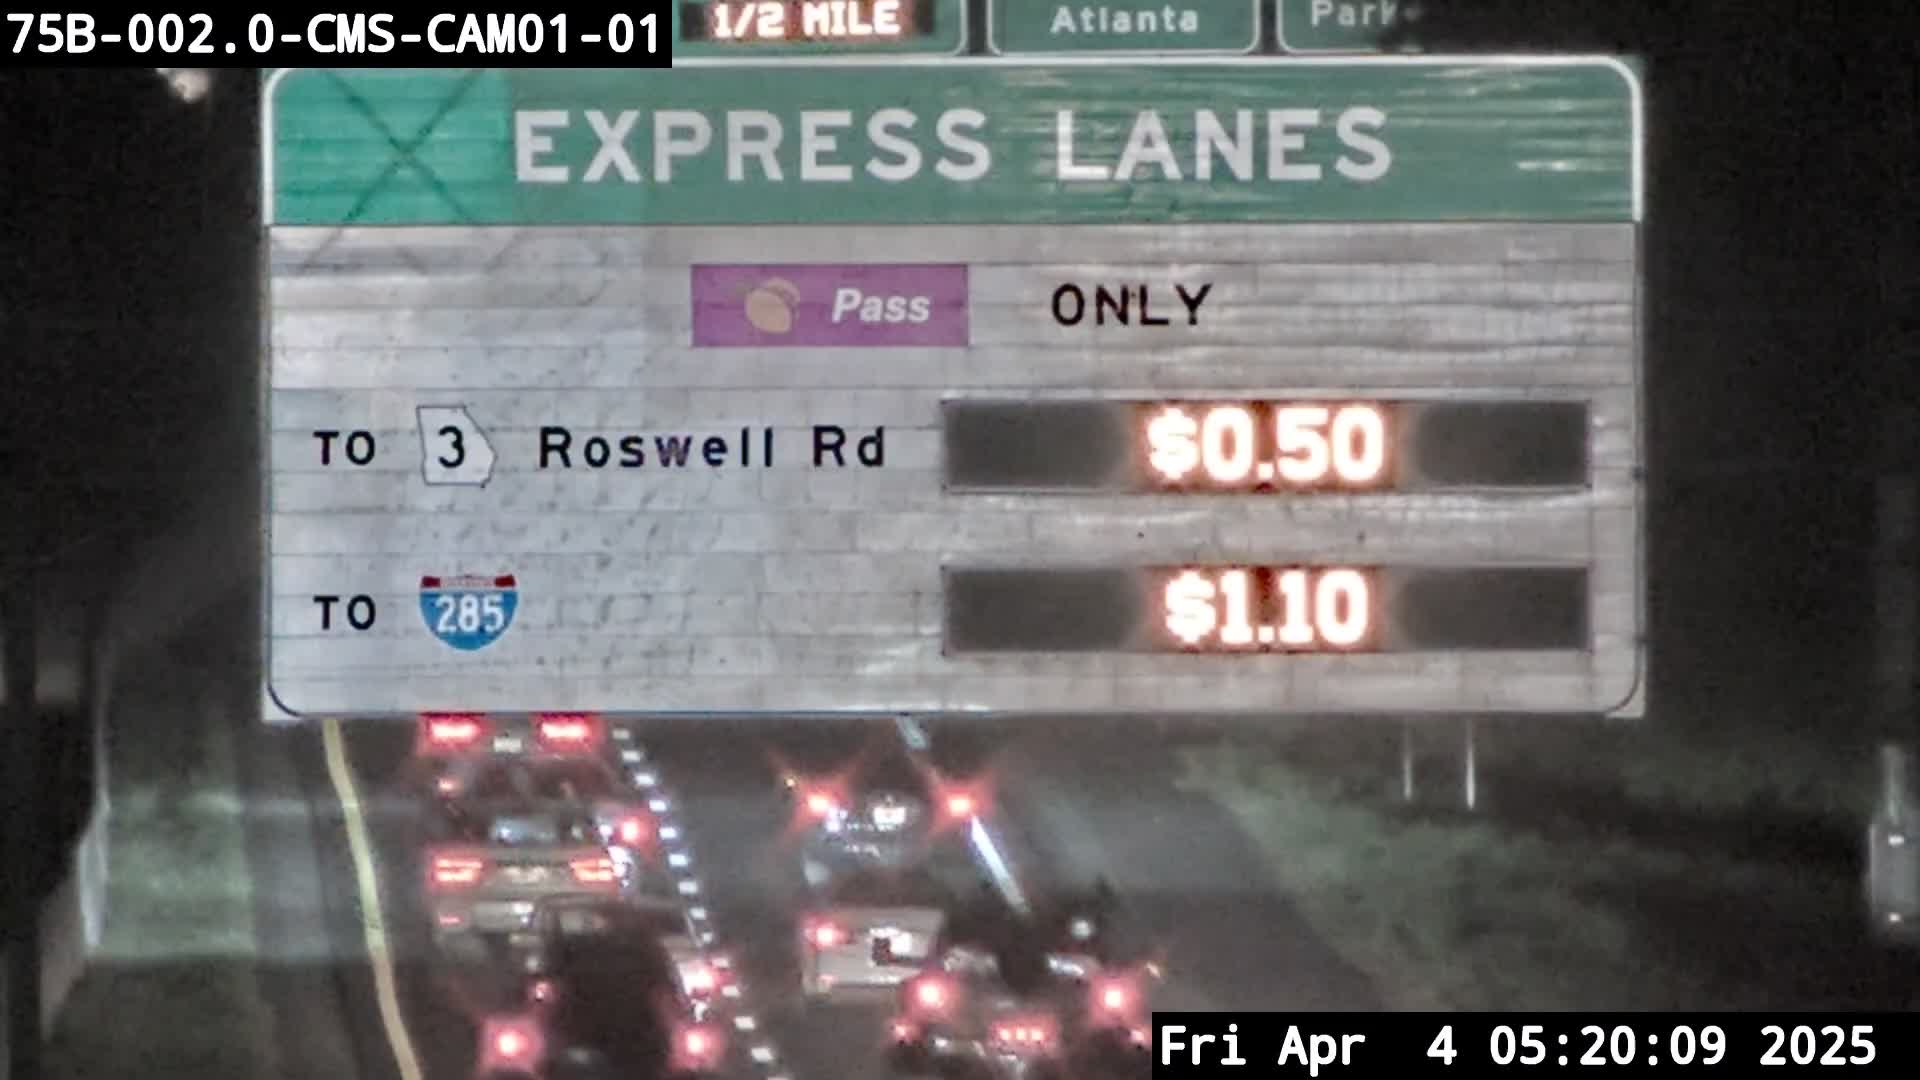 75B-002.0-CMS-CAM01-01
1/2 MILE
Atlanta
EXPRESS LANES
Pass ONLY
TO 3 Roswell Rd $0.50
TO 285 $1.10
Fri Apr 4 05:20:09 2025